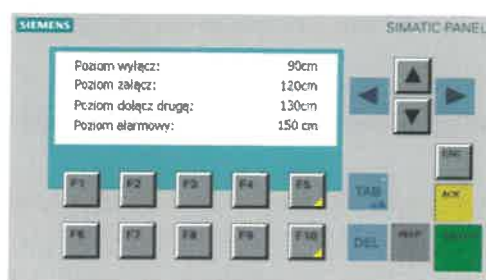 SIEMENS
SIMATIC PANEL
Poziom wyłącz: 90cm
Poziom załącz: 120cm
Poziom dołącz drugą: 130cm
Poziom alarmowy: 150 cm
ESC
F1 F2 F3 F4 F5 TAB ACK
F6 F7 F8 F9 F10 DEL HELP